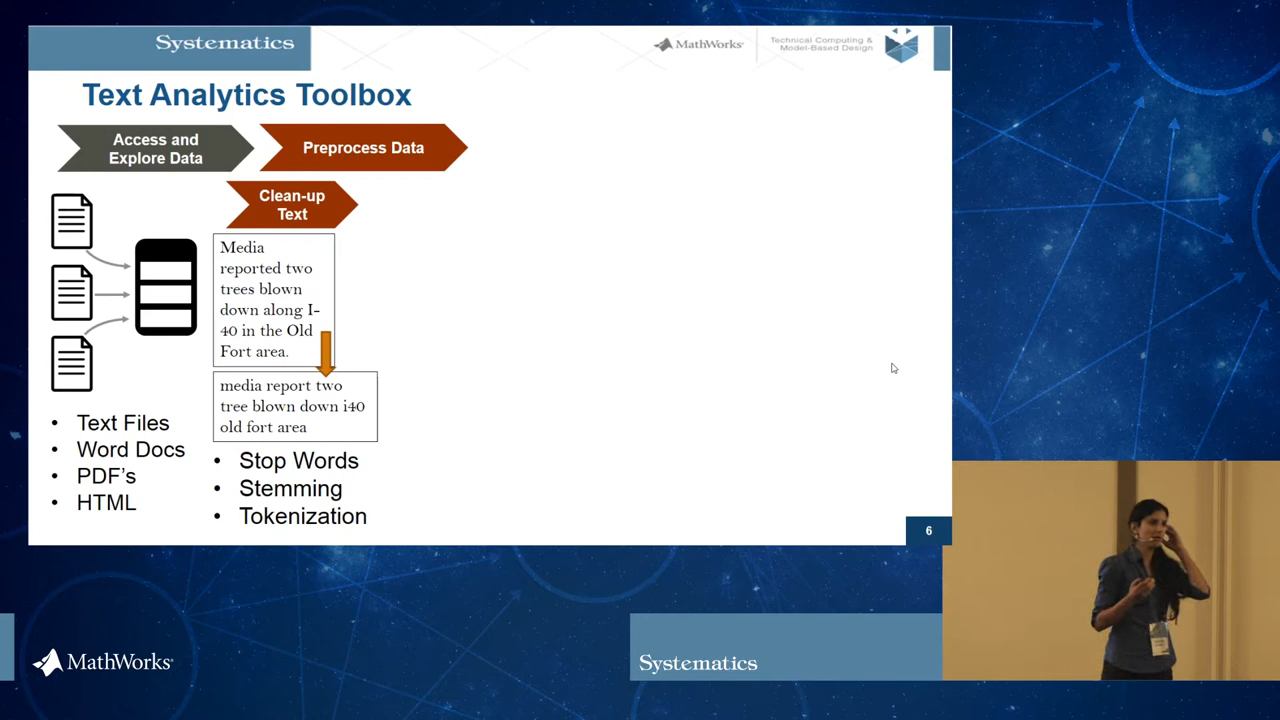 Systematics
MathWorks®
Technical Computing &
Model-Based Design
Text Analytics Toolbox
Access and
Explore Data
Preprocess Data
Clean-up
Text
Media
reported two
trees blown
down along I-
40 in the Old
Fort area.
media report two
tree blown down i40
old fort area
• Text Files
• Word Docs
• PDF's
• HTML
• Stop Words
• Stemming
• Tokenization
6
MathWorks®
Systematics